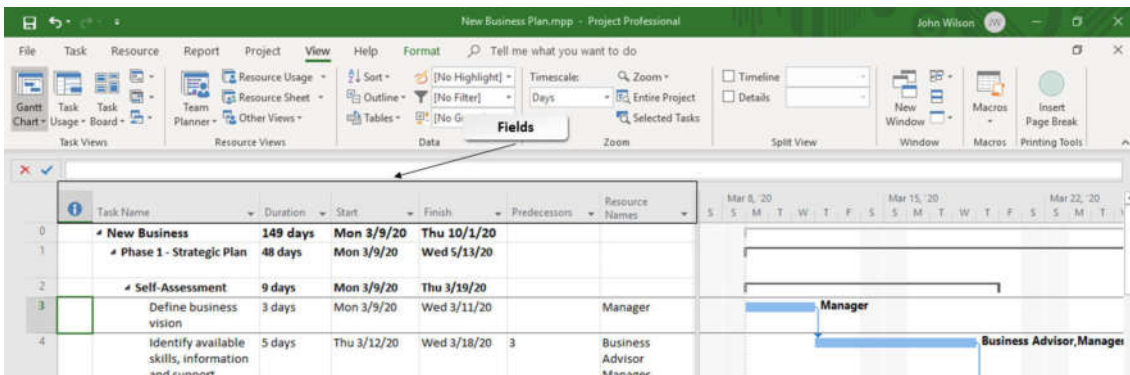 New Business Plan.mpp - Project Professional
John Wilson
JW
File Task Resource Report Project View Help Format Tell me what you want to do
Gantt Chart
Task Usage
Task Board
Task Views
Team Planner
Resource Usage
Resource Sheet
Other Views
Resource Views
Sort
Outline
Tables
[No Highlight]
[No Filter]
Data
Timescale:
Days
Zoom
Entire Project
Selected Tasks
Zoom
Timeline
Details
Split View
New Window
Window
Macros
Macros
Insert Page Break
Printing Tools
Fields
Task Name Duration Start Finish Predecessors Resource Names
Mar 8, '20 Mar 15, '20 Mar 22, '20
S S M T W T F S S M T W T F S S M T
0 New Business 149 days Mon 3/9/20 Thu 10/1/20
1 Phase 1 - Strategic Plan 48 days Mon 3/9/20 Wed 5/13/20
2 Self-Assessment 9 days Mon 3/9/20 Thu 3/19/20
3 Define business vision 3 days Mon 3/9/20 Wed 3/11/20 Manager
Manager
4 Identify available skills, information and support 5 days Thu 3/12/20 Wed 3/18/20 3 Business Advisor Manager
Business Advisor,Manager